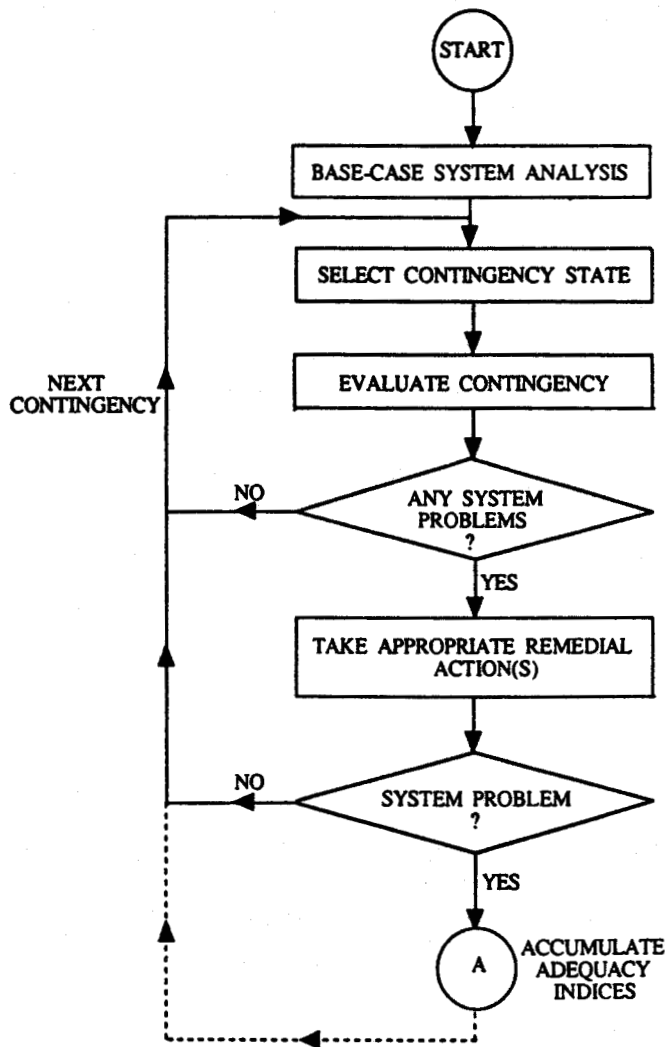 START
BASE-CASE SYSTEM ANALYSIS
SELECT CONTINGENCY STATE
EVALUATE CONTINGENCY
NEXT
CONTINGENCY
NO
ANY SYSTEM
PROBLEMS
?
YES
TAKE APPROPRIATE REMEDIAL
ACTION(S)
NO
SYSTEM PROBLEM
?
YES
A
ACCUMULATE
ADEQUACY
INDICES